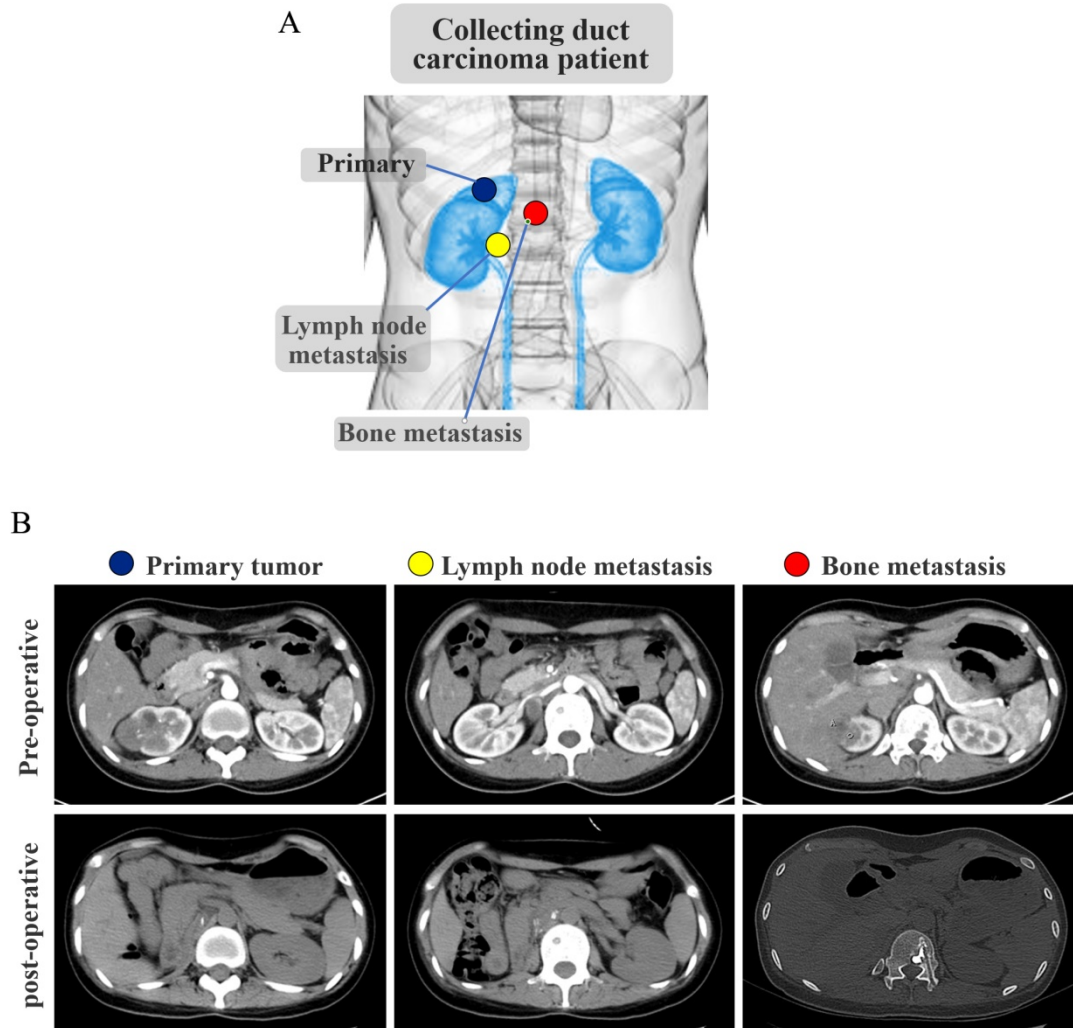 A
Collecting duct
carcinoma patient
Primary
Lymph node
metastasis
Bone metastasis
B
Primary tumor
Lymph node metastasis
Bone metastasis
Pre-operative
post-operative